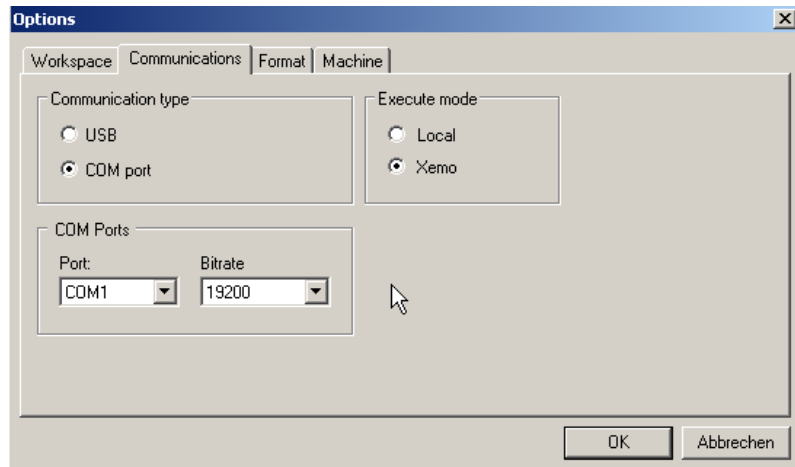 Options
Workspace Communications Format Machine
Communication type
USB
COM port
Execute mode
Local
Xemo
COM Ports
Port: Bitrate
COM1 19200
OK Abbrechen